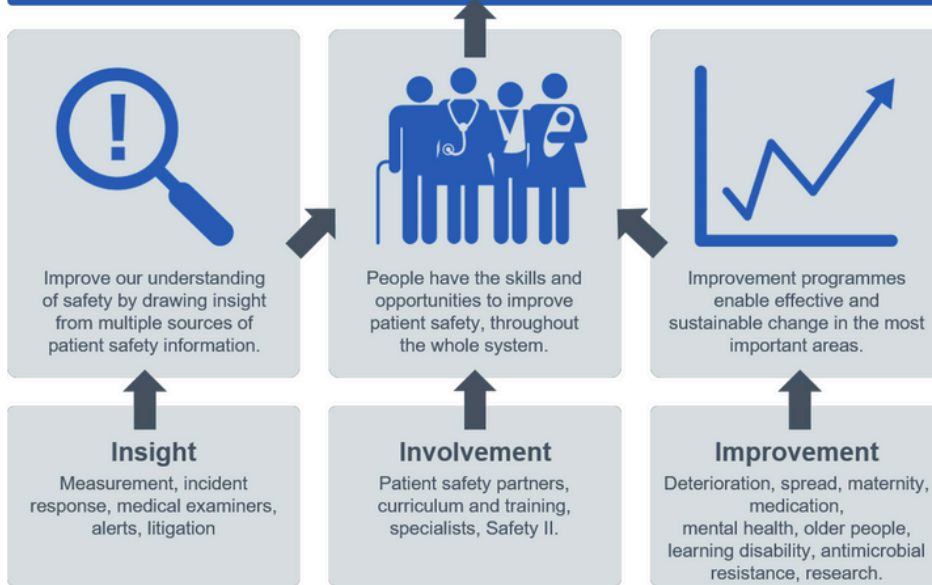 Improve our understanding
of safety by drawing insight
from multiple sources of
patient safety information.
People have the skills and
opportunities to improve
patient safety, throughout
the whole system.
Improvement programmes
enable effective and
sustainable change in the most
important areas.
Insight
Measurement, incident
response, medical examiners,
alerts, litigation
Involvement
Patient safety partners,
curriculum and training,
specialists, Safety II.
Improvement
Deterioration, spread, maternity,
medication,
mental health, older people,
learning disability, antimicrobial
resistance, research.